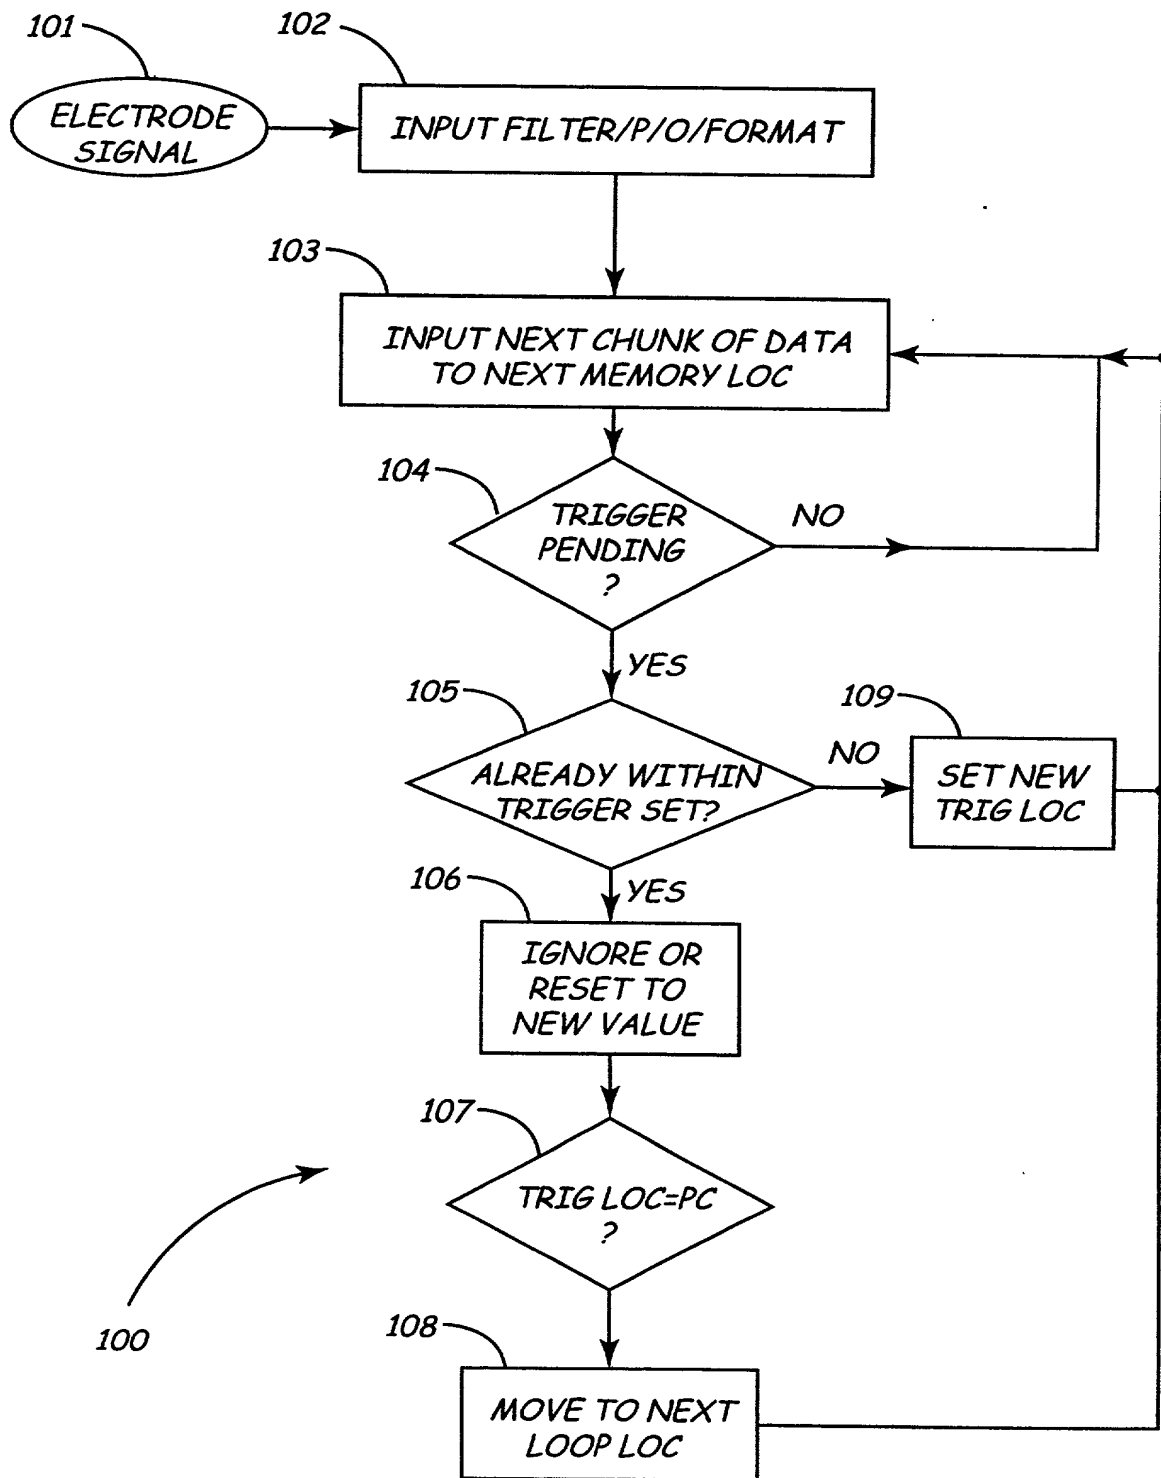 101
102
ELECTRODE
SIGNAL
INPUT FILTER/P/O/FORMAT
103
INPUT NEXT CHUNK OF DATA
TO NEXT MEMORY LOC
104
TRIGGER
PENDING
?
NO
YES
105
109
ALREADY WITHIN
TRIGGER SET?
NO
SET NEW
TRIG LOC
106
YES
IGNORE OR
RESET TO
NEW VALUE
107
TRIG LOC=PC
?
100
108
MOVE TO NEXT
LOOP LOC